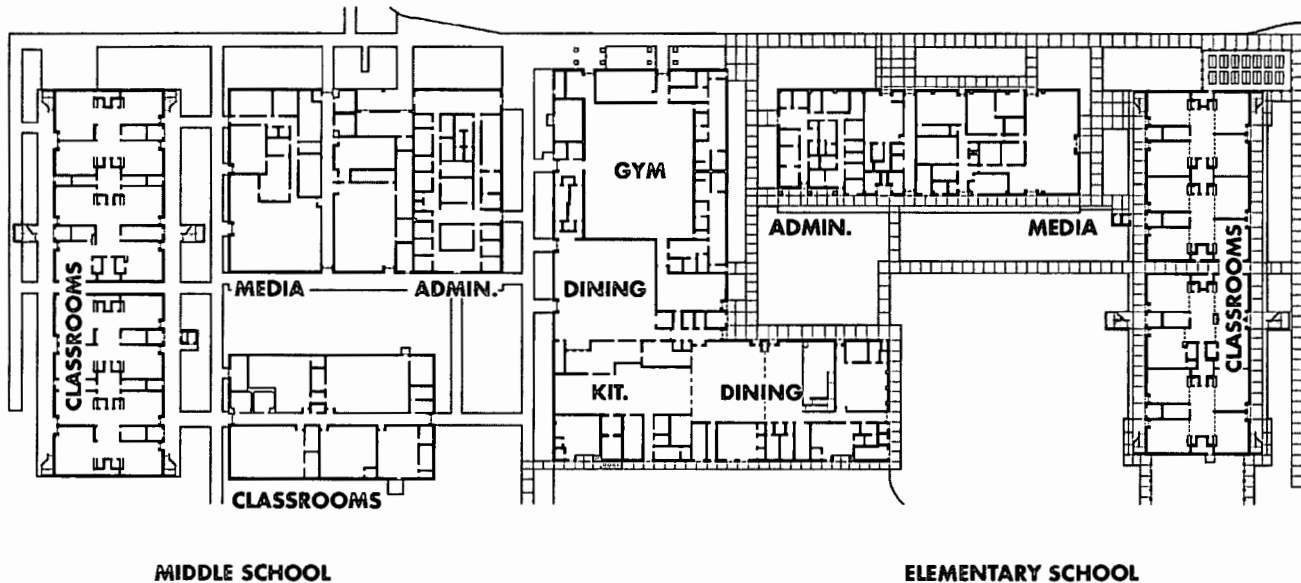 GYM
ADMIN.
MEDIA
CLASSROOMS
MEDIA
ADMIN.
DINING
CLASSROOMS
KIT.
DINING
CLASSROOMS
MIDDLE SCHOOL
ELEMENTARY SCHOOL